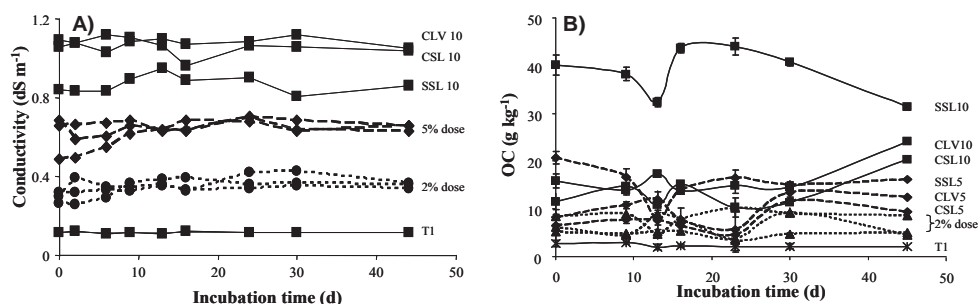 A)
Conductivity (dS m-1)
1.2
0.8
0.4
0
0 10 20 30 40 50
Incubation time (d)
CLV 10
CSL 10
SSL 10
5% dose
2% dose
T1
B)
OC (g kg-1)
50
40
30
20
10
0
0 10 20 30 40 50
Incubation time (d)
SSL10
CLV10
CSL10
SSL5
CLV5
CSL5
2% dose
T1